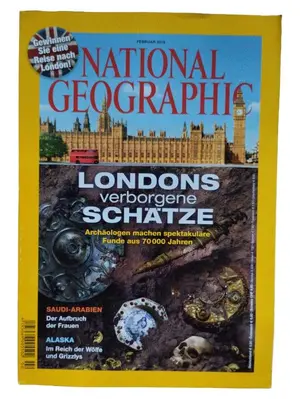 Gewinnen
Sie eine
Reise nach
London!
NATIONAL
GEOGRAPHIC
LONDONS
verborgene
SCHÄTZE
Archäologen machen spektakuläre
Funde aus 70 000 Jahren
SAUDI-ARABIEN
Der Aufbruch
der Frauen
ALASKA
Im Reich der Wölfe
und Grizzlys